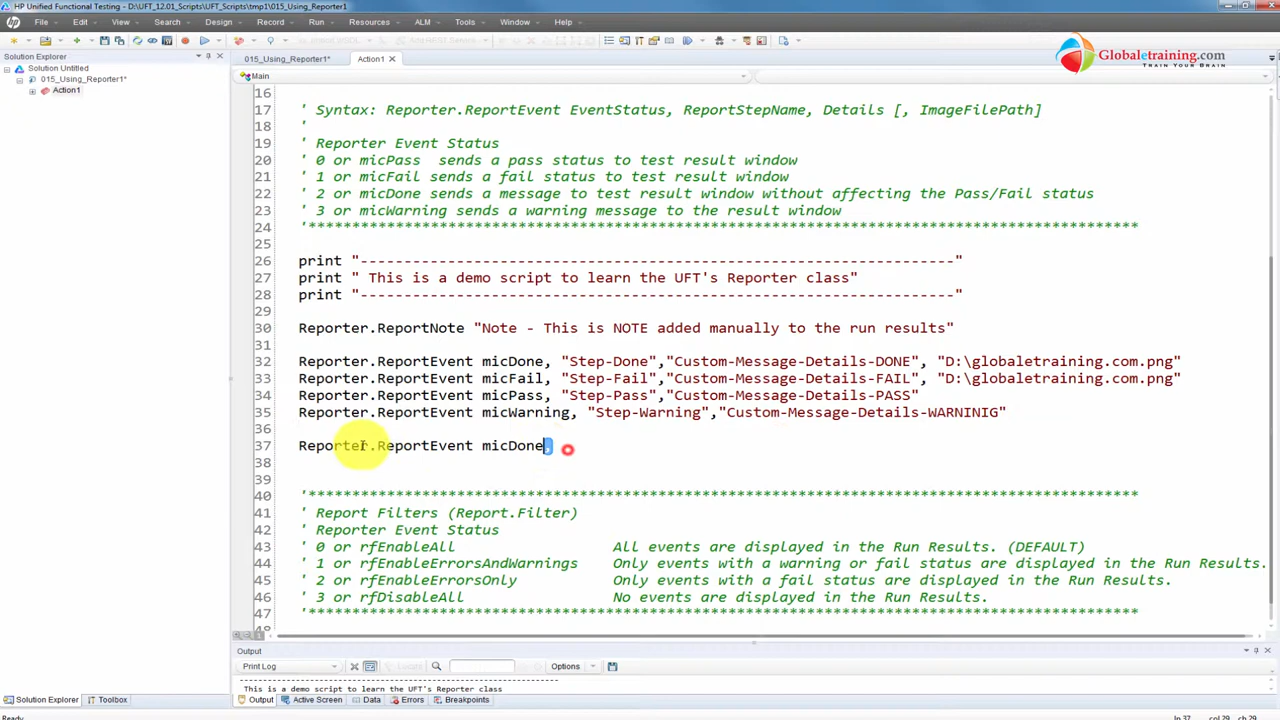 HP Unified Functional Testing - D:\UFT_12.01_Scripts\UFT_Scripts\tmp1\015_Using_Reporter1
File Edit View Search Design Record Run Resources ALM Tools Window Help
Globaletraining.com
TRAIN YOUR BRAIN
Solution Explorer
Solution Untitled
015_Using_Reporter1*
Action1
015_Using_Reporter1* Action1
Main
16
17 ' Syntax: Reporter.ReportEvent EventStatus, ReportStepName, Details [, ImageFilePath]
18 '
19 ' Reporter Event Status
20 ' 0 or micPass  sends a pass status to test result window
21 ' 1 or micFail sends a fail status to test result window
22 ' 2 or micDone sends a message to test result window without affecting the Pass/Fail status
23 ' 3 or micWarning sends a warning message to the result window
24 '***********************************************************************************************
25
26 print "--------------------------------------------------------------------"
27 print " This is a demo script to learn the UFT's Reporter class"
28 print "--------------------------------------------------------------------"
29
30 Reporter.ReportNote "Note - This is NOTE added manually to the run results"
31
32 Reporter.ReportEvent micDone, "Step-Done","Custom-Message-Details-DONE", "D:\globaletraining.com.png"
33 Reporter.ReportEvent micFail, "Step-Fail","Custom-Message-Details-FAIL", "D:\globaletraining.com.png"
34 Reporter.ReportEvent micPass, "Step-Pass","Custom-Message-Details-PASS"
35 Reporter.ReportEvent micWarning, "Step-Warning","Custom-Message-Details-WARNINIG"
36
37 Reporter.ReportEvent micDone,
38
39
40 '***********************************************************************************************
41 ' Report Filters (Report.Filter)
42 ' Reporter Event Status
43 ' 0 or rfEnableAll All events are displayed in the Run Results. (DEFAULT)
44 ' 1 or rfEnableErrorsAndWarnings Only events with a warning or fail status are displayed in the Run Results.
45 ' 2 or rfEnableErrorsOnly Only events with a fail status are displayed in the Run Results.
46 ' 3 or rfDisableAll No events are displayed in the Run Results.
47 '***********************************************************************************************
48
Output
Print Log Locate Options
--------------------------------------------------------------------
This is a demo script to learn the UFT's Reporter class
Solution Explorer Toolbox Output Active Screen Data Errors Breakpoints
Ready ln 37 col 29 ch 29